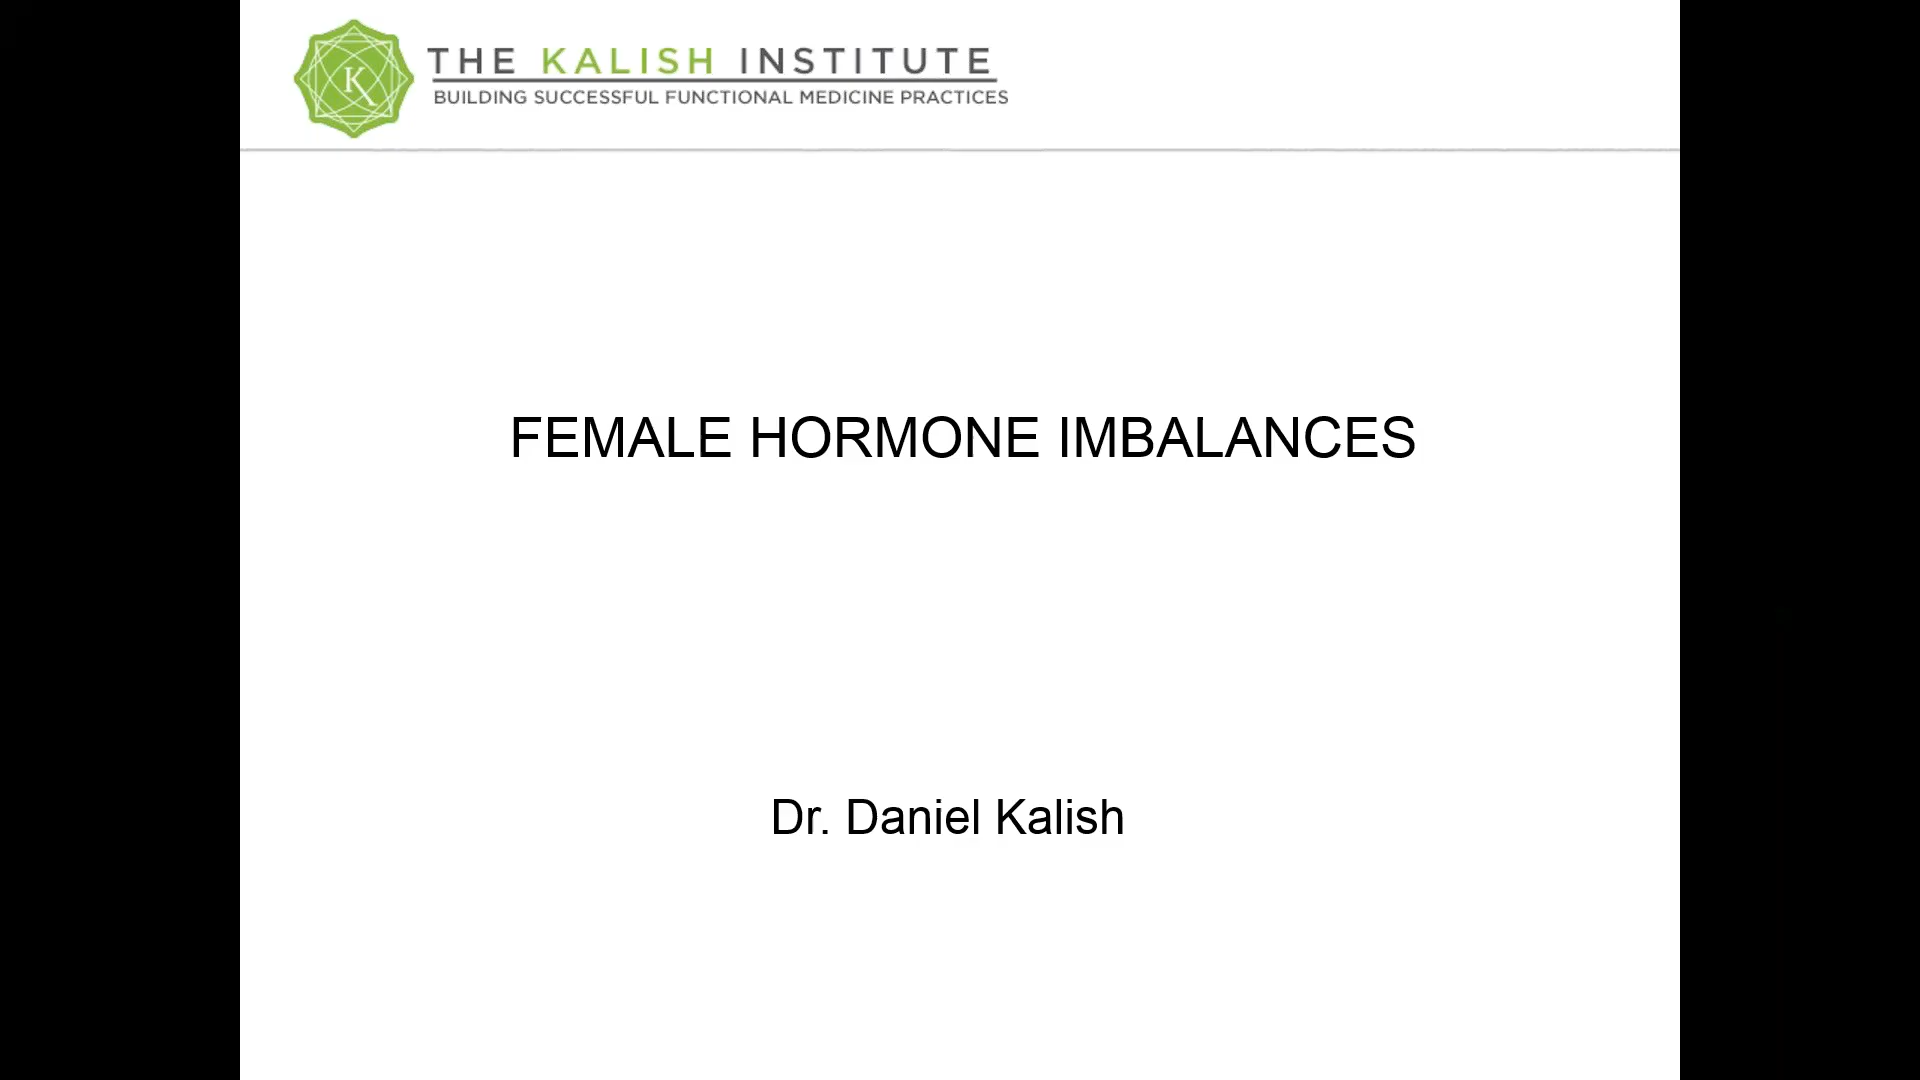 K
THE KALISH INSTITUTE
BUILDING SUCCESSFUL FUNCTIONAL MEDICINE PRACTICES
FEMALE HORMONE IMBALANCES
Dr. Daniel Kalish